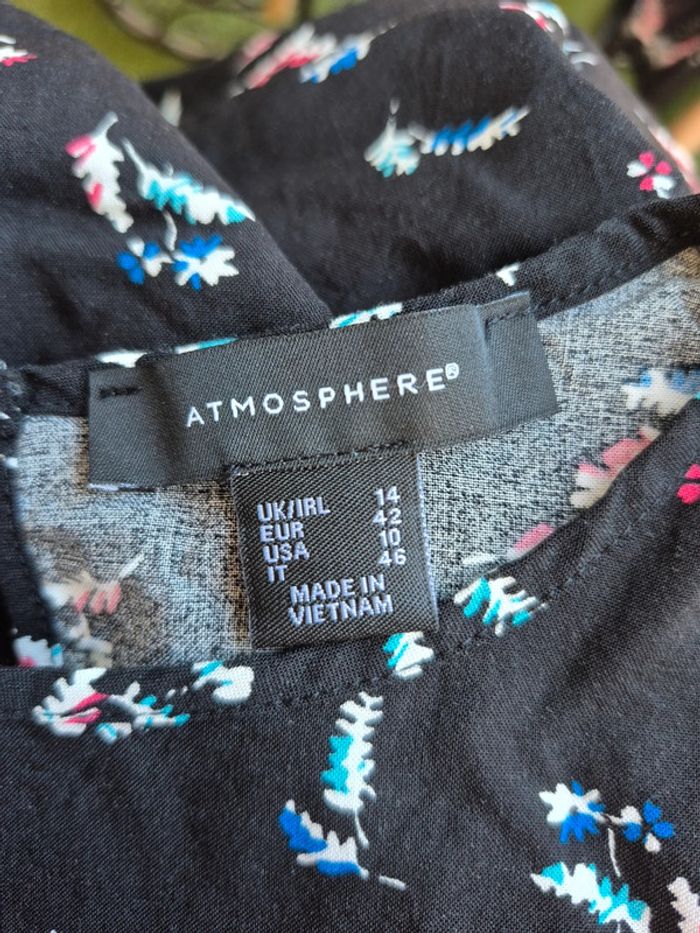 ATMOSPHERE®
UK/IRL 14
EUR 42
USA 10
IT 46
MADE IN
VIETNAM